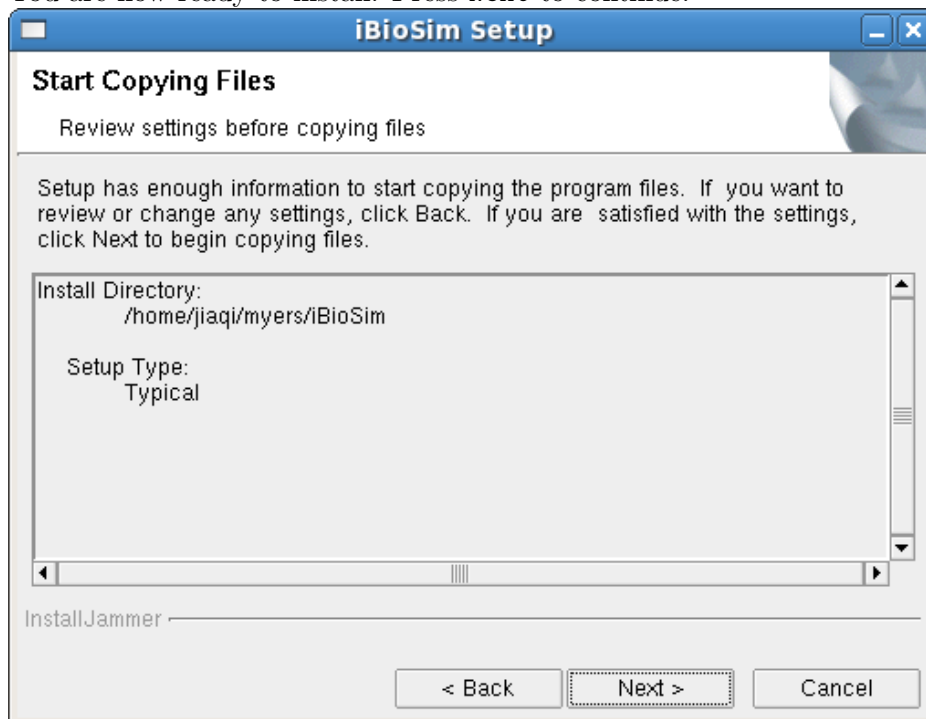 iBioSim Setup
Start Copying Files
Review settings before copying files
Setup has enough information to start copying the program files. If you want to
review or change any settings, click Back. If you are satisfied with the settings,
click Next to begin copying files.
Install Directory:
/home/jiaqi/myers/iBioSim
Setup Type:
Typical
InstallJammer
< Back
Next >
Cancel